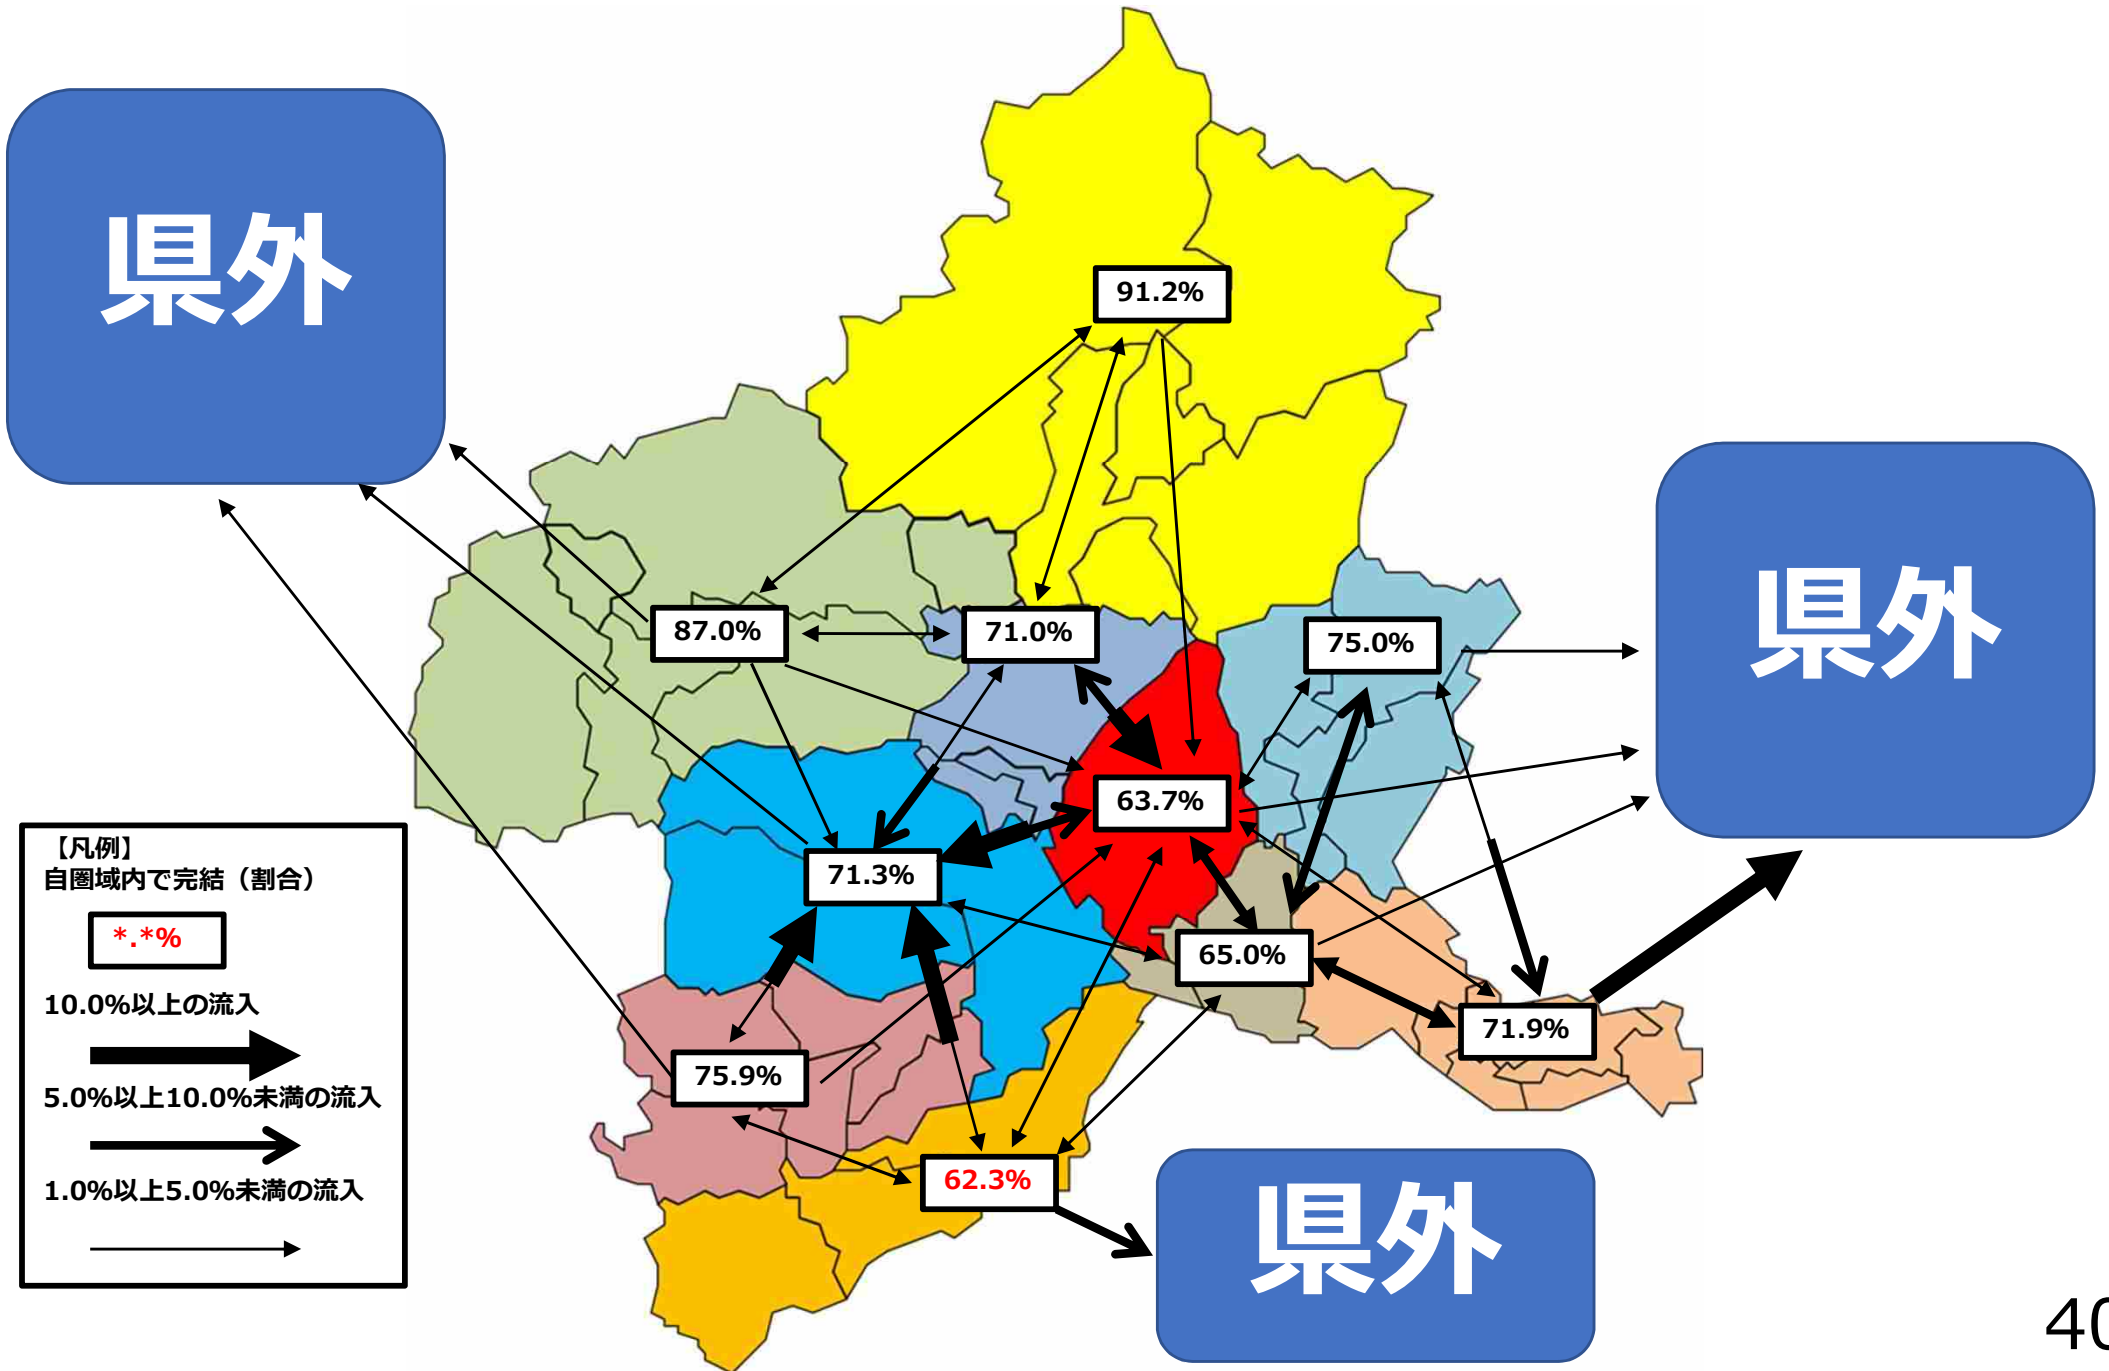 県外
91.2%
県外
87.0%
71.0%
75.0%
63.7%
【凡例】
自圏域内で完結（割合）
*.*%
10.0%以上の流入
5.0%以上10.0%未満の流入
1.0%以上5.0%未満の流入
71.3%
65.0%
71.9%
75.9%
62.3%
県外
40